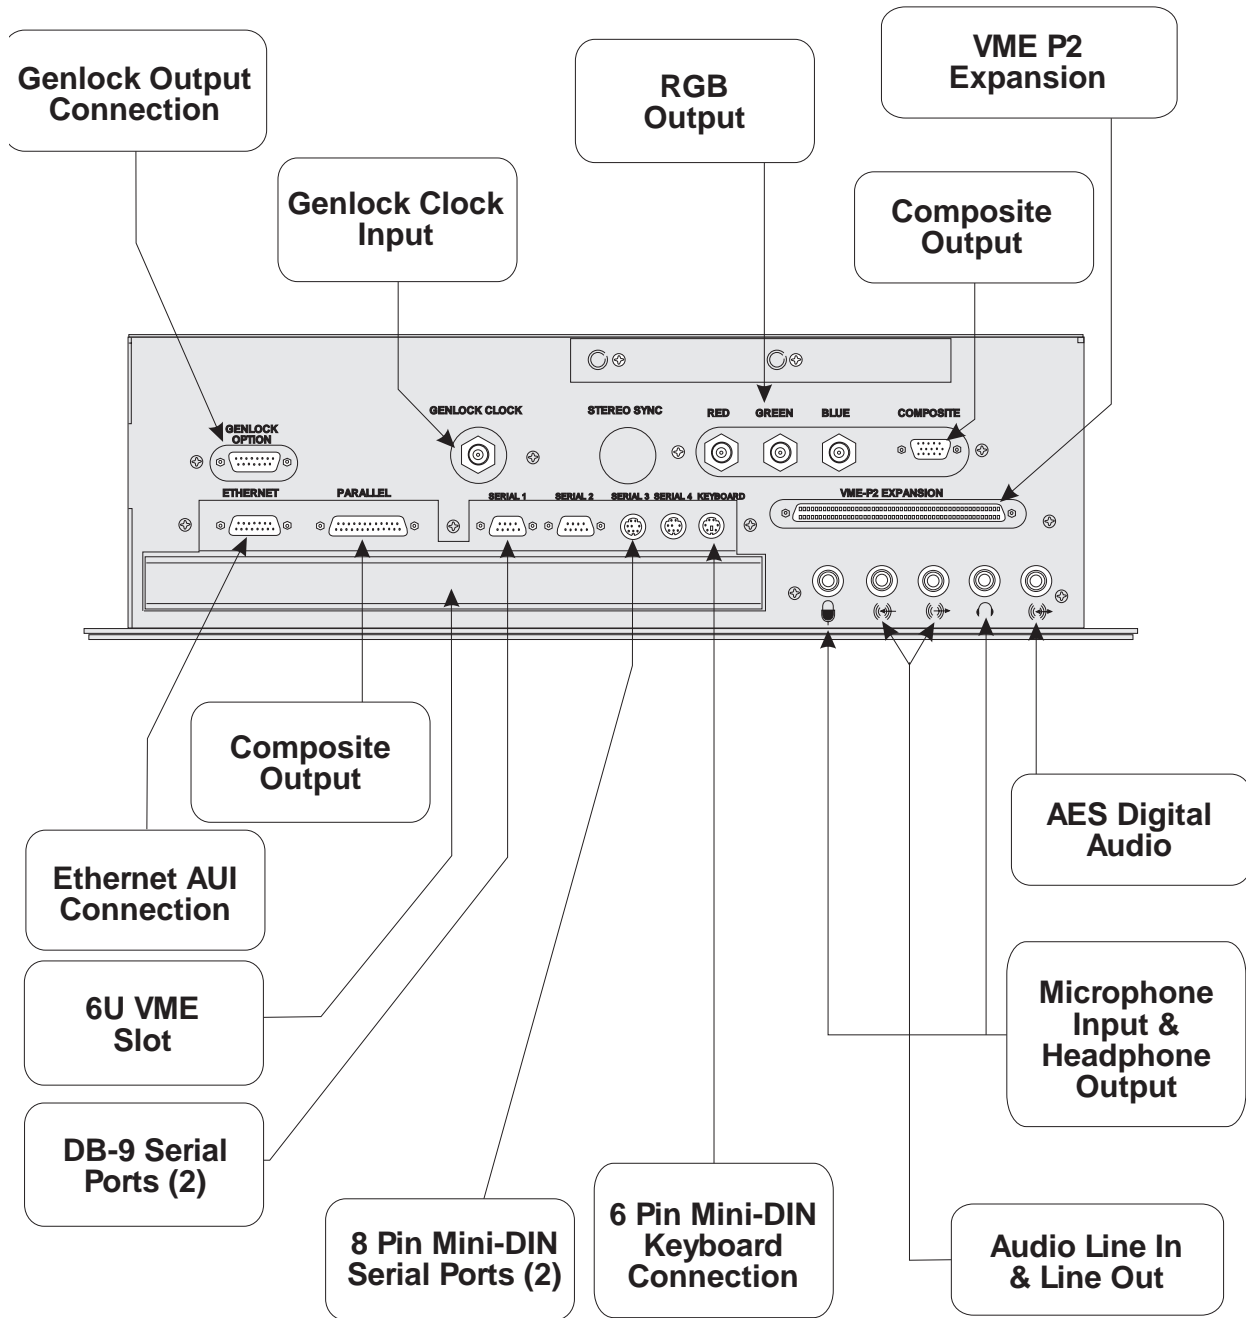 VME P2
Expansion
Genlock Output
Connection
RGB
Output
Genlock Clock
Input
Composite
Output
GENLOCK CLOCK
STEREO SYNC
RED
GREEN
BLUE
COMPOSITE
GENLOCK
OPTION
ETHERNET
PARALLEL
SERIAL 1
SERIAL 2
SERIAL 3
SERIAL 4
KEYBOARD
VME-P2 EXPANSION
Composite
Output
AES Digital
Audio
Ethernet AUI
Connection
6U VME
Slot
Microphone
Input &
Headphone
Output
DB-9 Serial
Ports (2)
8 Pin Mini-DIN
Serial Ports (2)
6 Pin Mini-DIN
Keyboard
Connection
Audio Line In
& Line Out